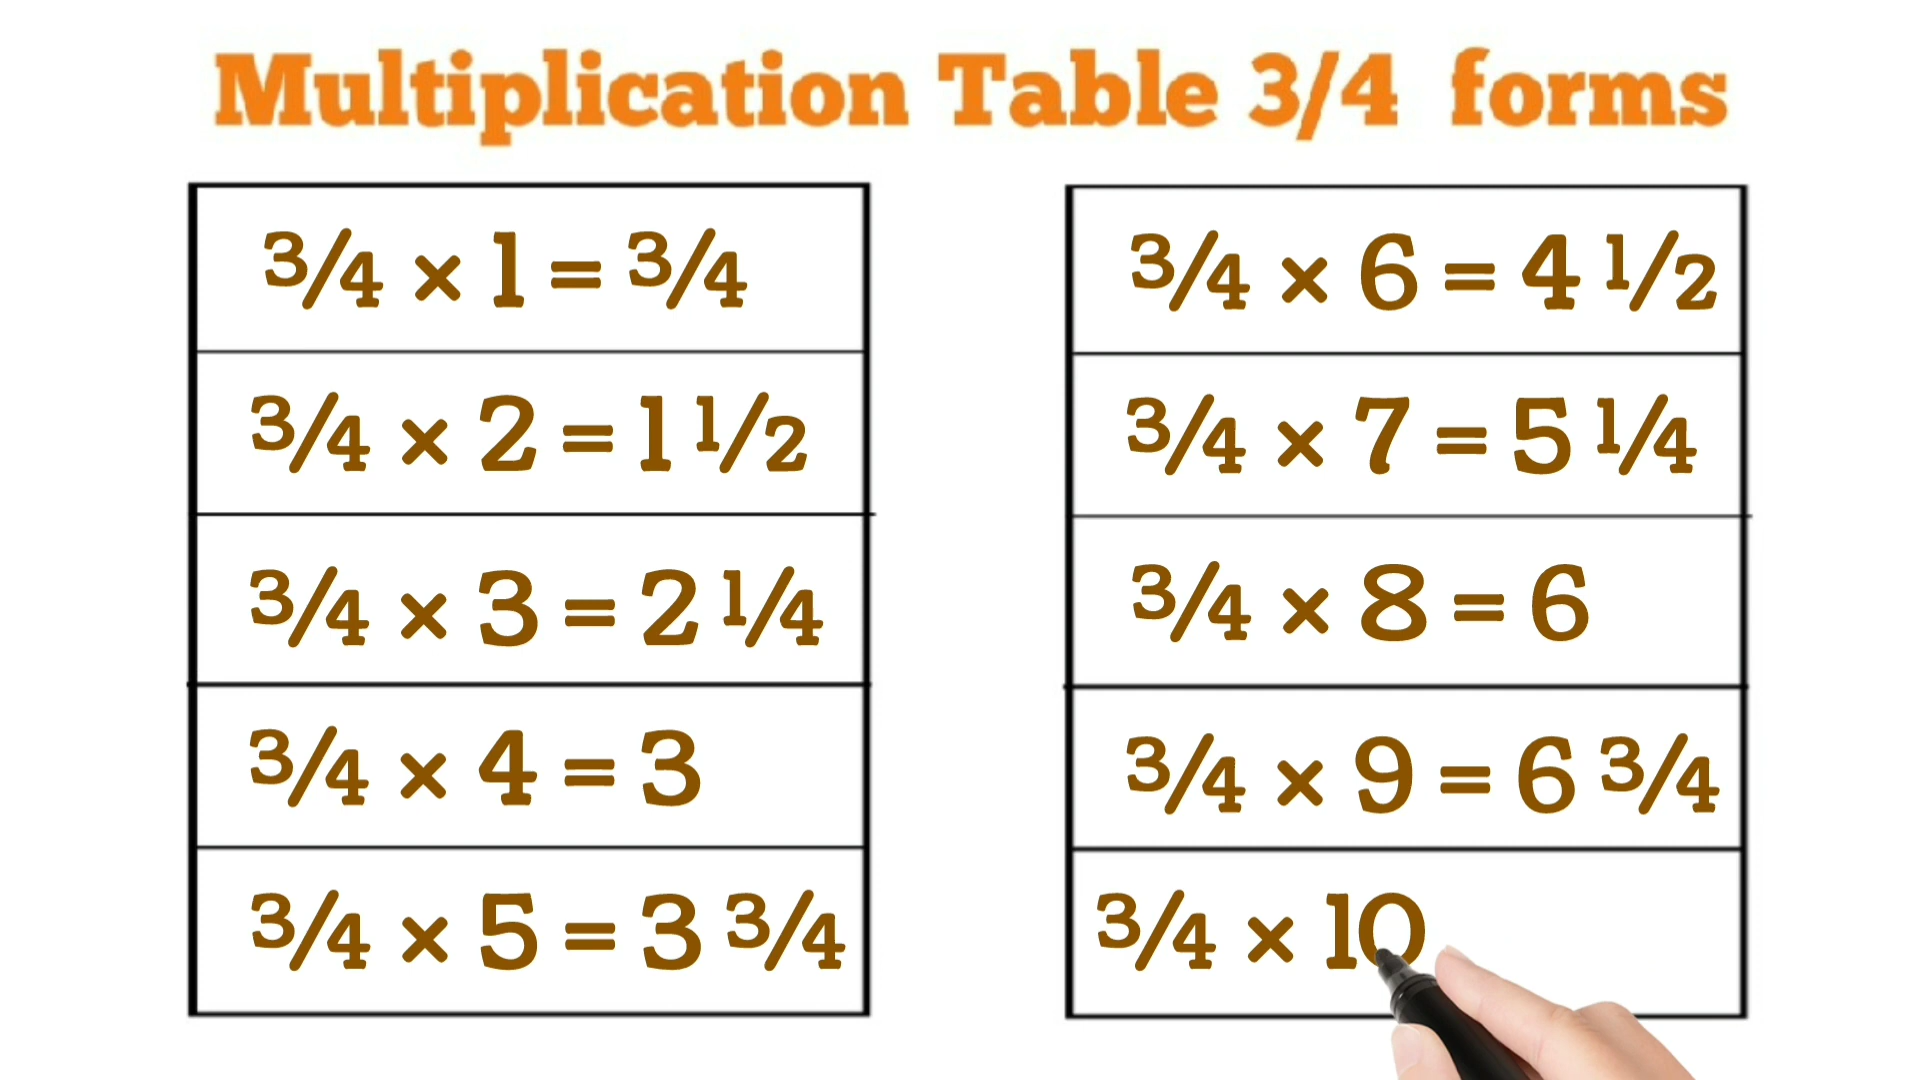 Multiplication Table 3/4 forms
3/4 × 1 = 3/4
3/4 × 2 = 1 1/2
3/4 × 3 = 2 1/4
3/4 × 4 = 3
3/4 × 5 = 3 3/4
3/4 × 6 = 4 1/2
3/4 × 7 = 5 1/4
3/4 × 8 = 6
3/4 × 9 = 6 3/4
3/4 × 10